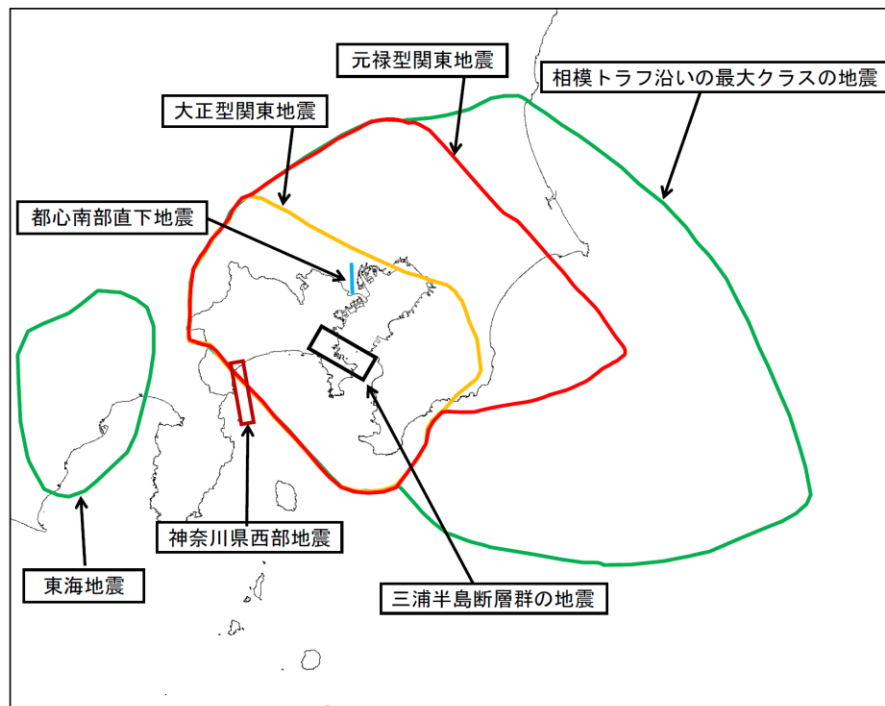 元禄型関東地震
相模トラフ沿いの最大クラスの地震
大正型関東地震
都心南部直下地震
神奈川県西部地震
東海地震
三浦半島断層群の地震